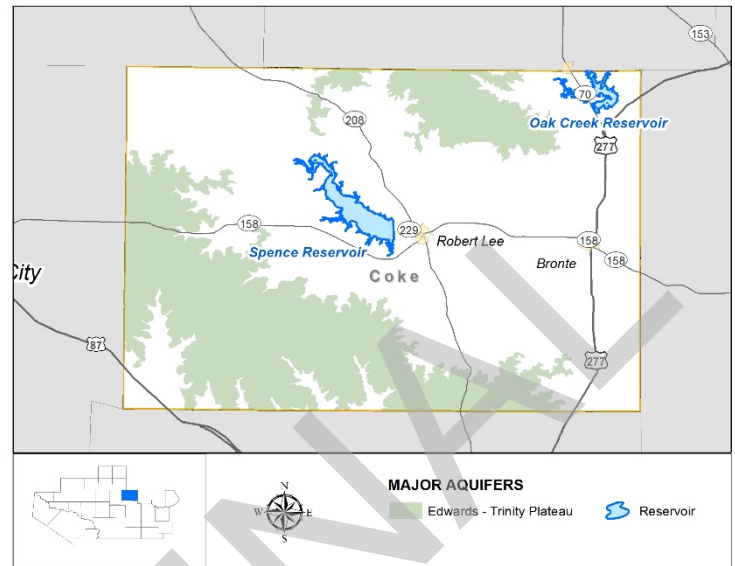 153
70
Oak Creek Reservoir
208
277
158
229
Robert Lee
158
Spence Reservoir
Bronte
158
Coke
City
87
277
MAJOR AQUIFERS
Edwards - Trinity Plateau
Reservoir
N
W
E
S
NAL